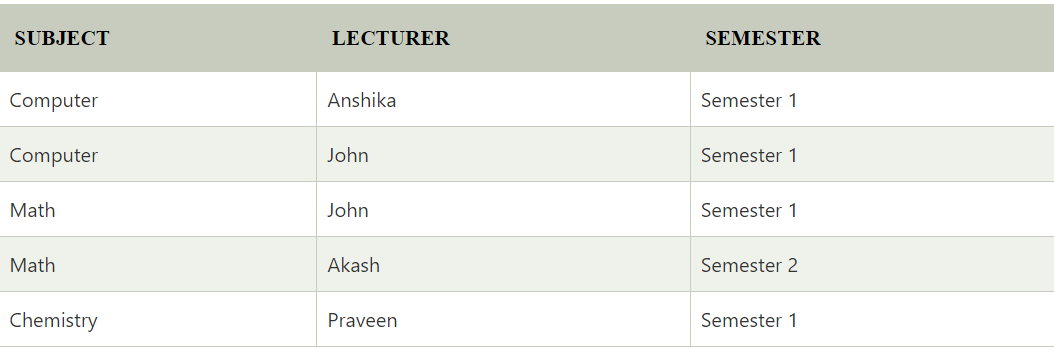 SUBJECT LECTURER SEMESTER
Computer Anshika Semester 1
Computer John Semester 1
Math John Semester 1
Math Akash Semester 2
Chemistry Praveen Semester 1